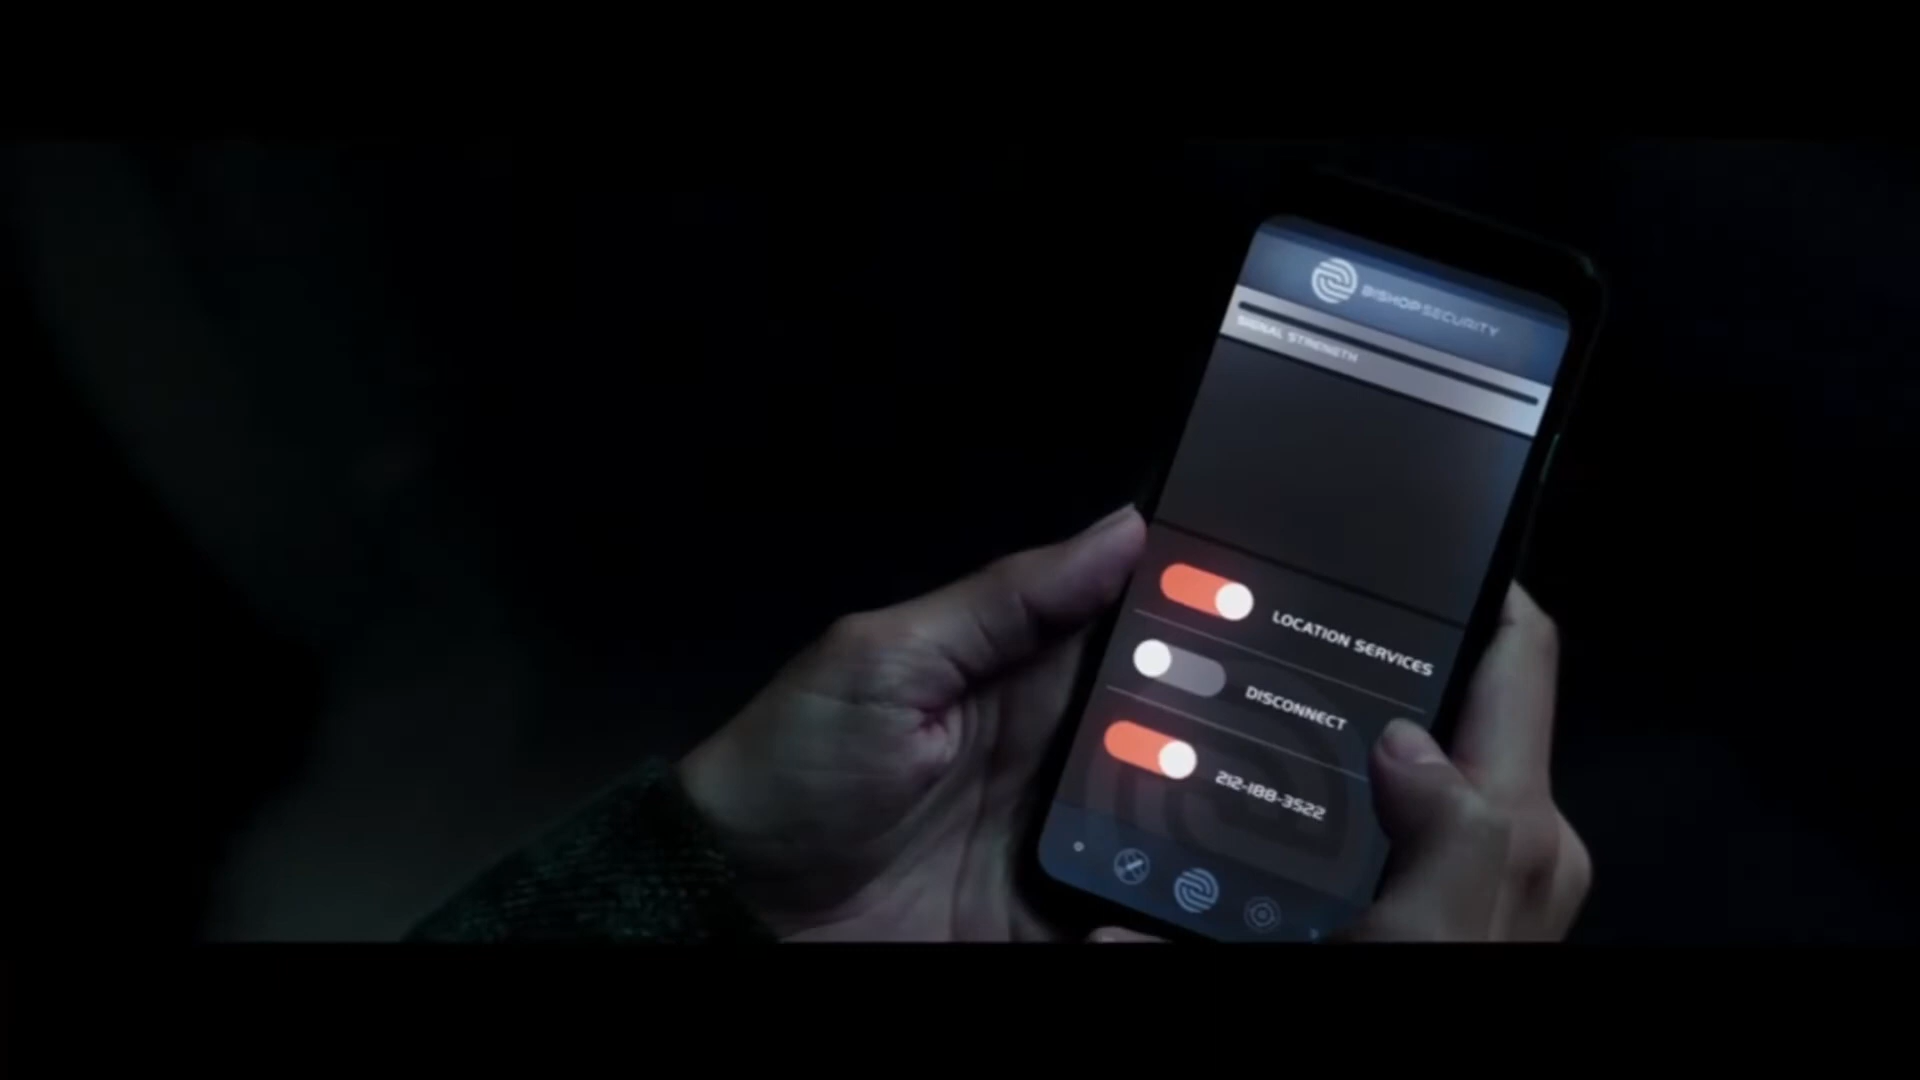 BISHOP SECURITY
SIGNAL STRENGTH
LOCATION SERVICES
DISCONNECT
212-188-3522